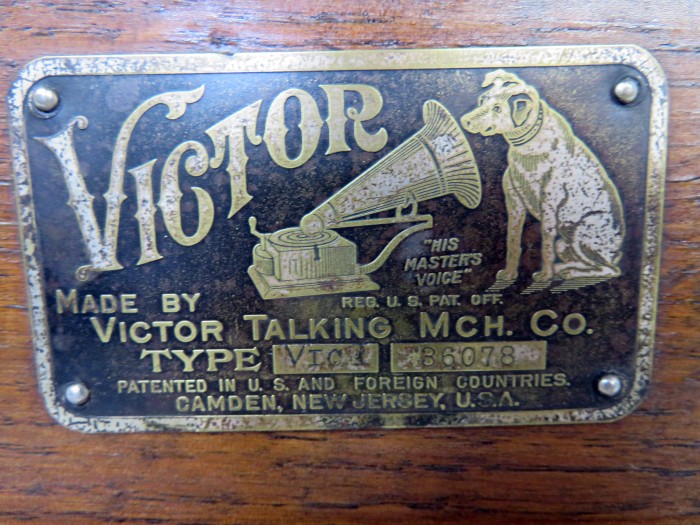 VICTOR
"HIS
MASTER'S
VOICE"
REG. U.S. PAT. OFF.
MADE BY
VICTOR TALKING MCH. CO.
TYPE 36078
PATENTED IN U.S. AND FOREIGN COUNTRIES.
CAMDEN, NEW JERSEY, U.S.A.